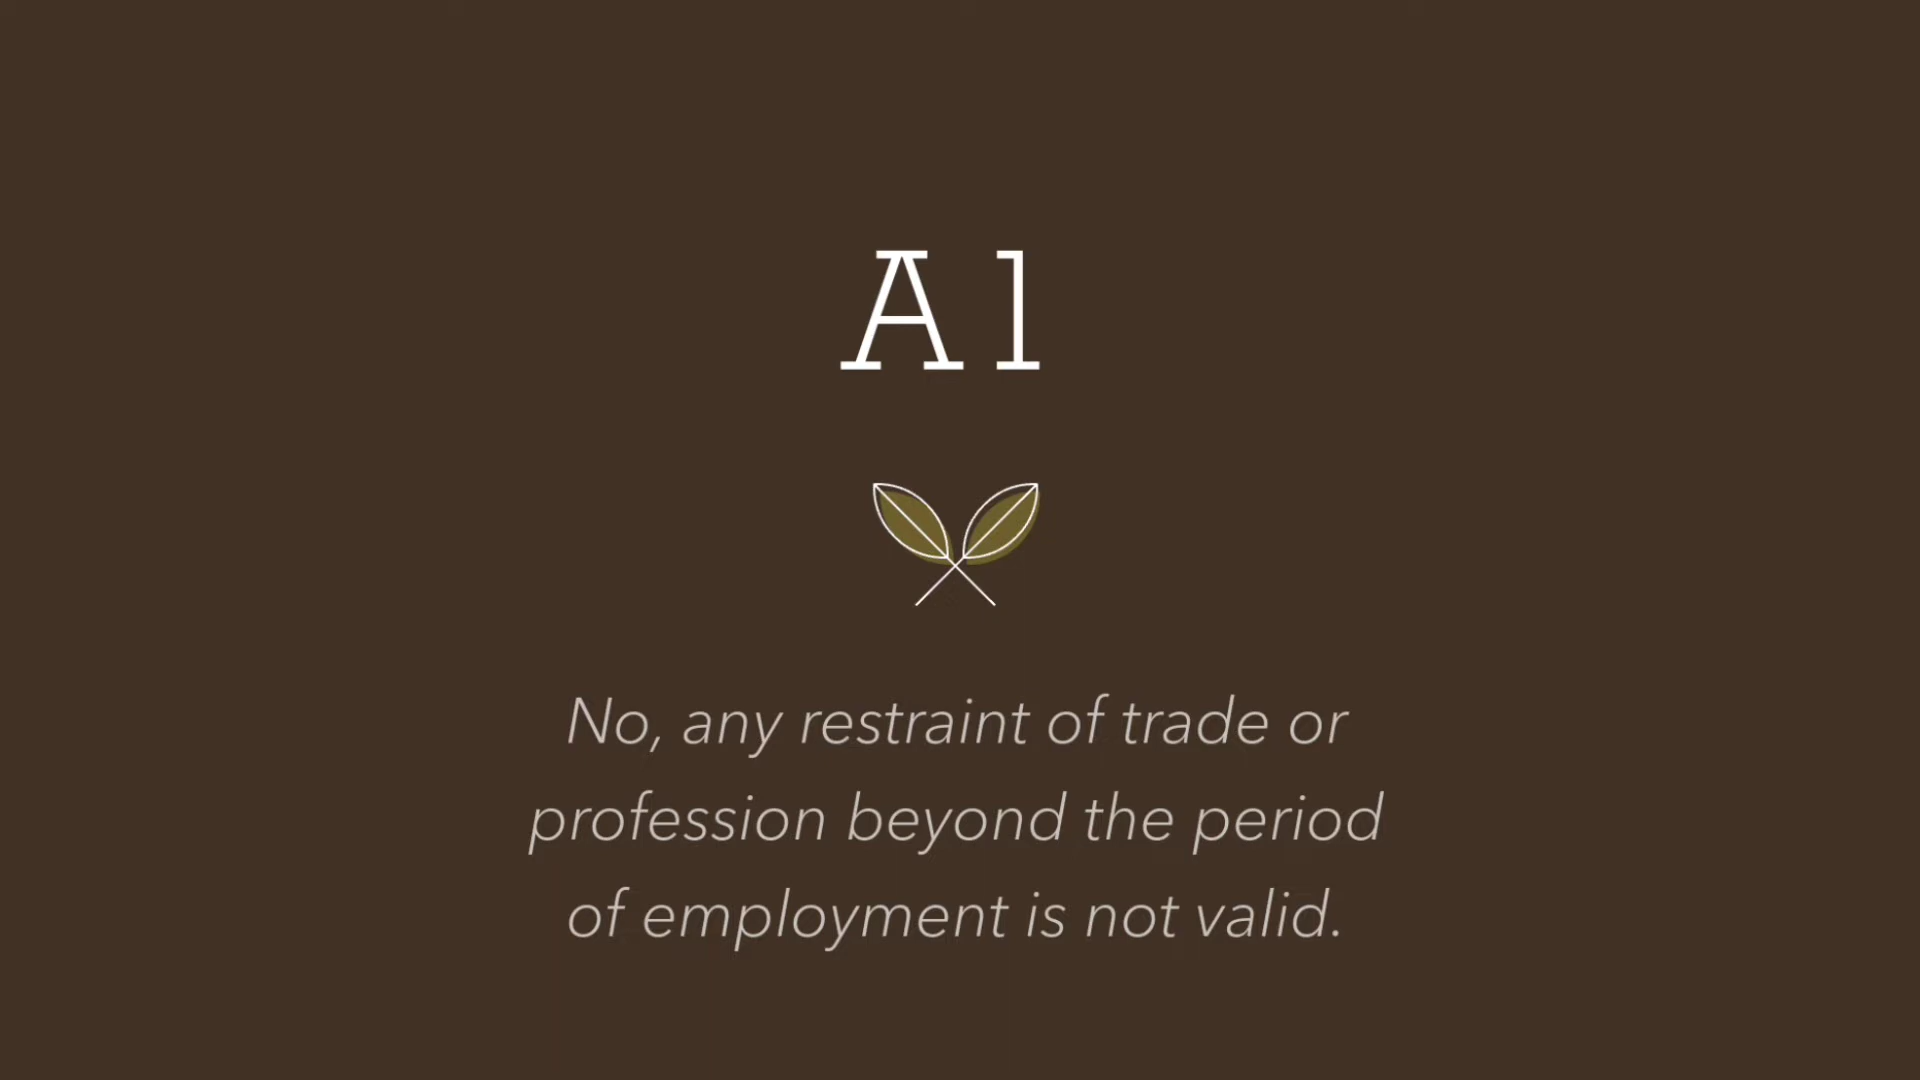 A1
No, any restraint of trade or
profession beyond the period
of employment is not valid.